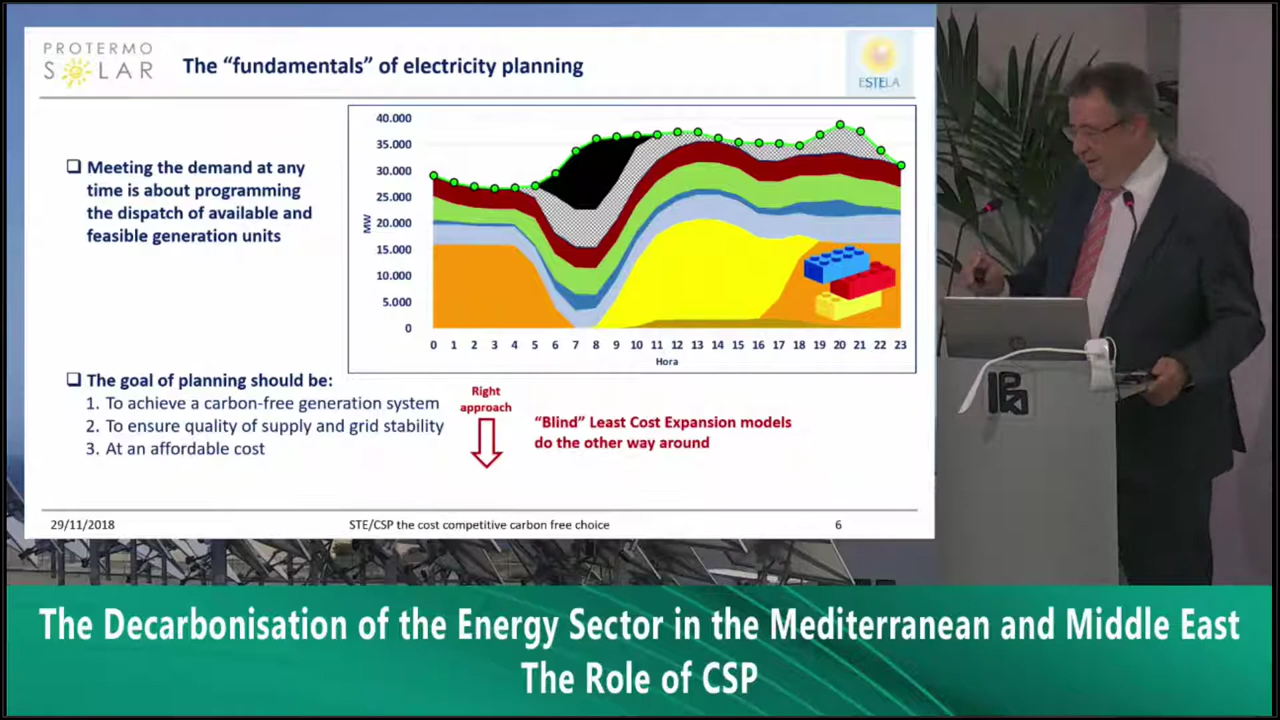 PROTERMO
SOLAR
The “fundamentals” of electricity planning
ESTELA
❑ Meeting the demand at any
time is about programming
the dispatch of available and
feasible generation units
40.000
35.000
30.000
25.000
20.000
15.000
10.000
5.000
0
MW
0 1 2 3 4 5 6 7 8 9 10 11 12 13 14 15 16 17 18 19 20 21 22 23
Hora
❑ The goal of planning should be:
1. To achieve a carbon-free generation system
2. To ensure quality of supply and grid stability
3. At an affordable cost
Right
approach
“Blind” Least Cost Expansion models
do the other way around
29/11/2018
STE/CSP the cost competitive carbon free choice
6
The Decarbonisation of the Energy Sector in the Mediterranean and Middle East
The Role of CSP